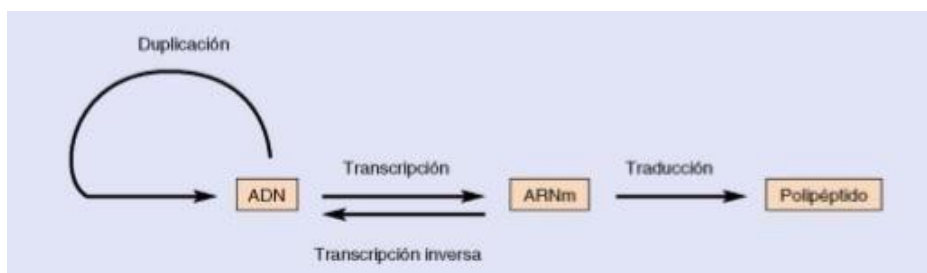 Duplicación
Transcripción
Traducción
ADN
ARNm
Polipéptido
Transcripción inversa